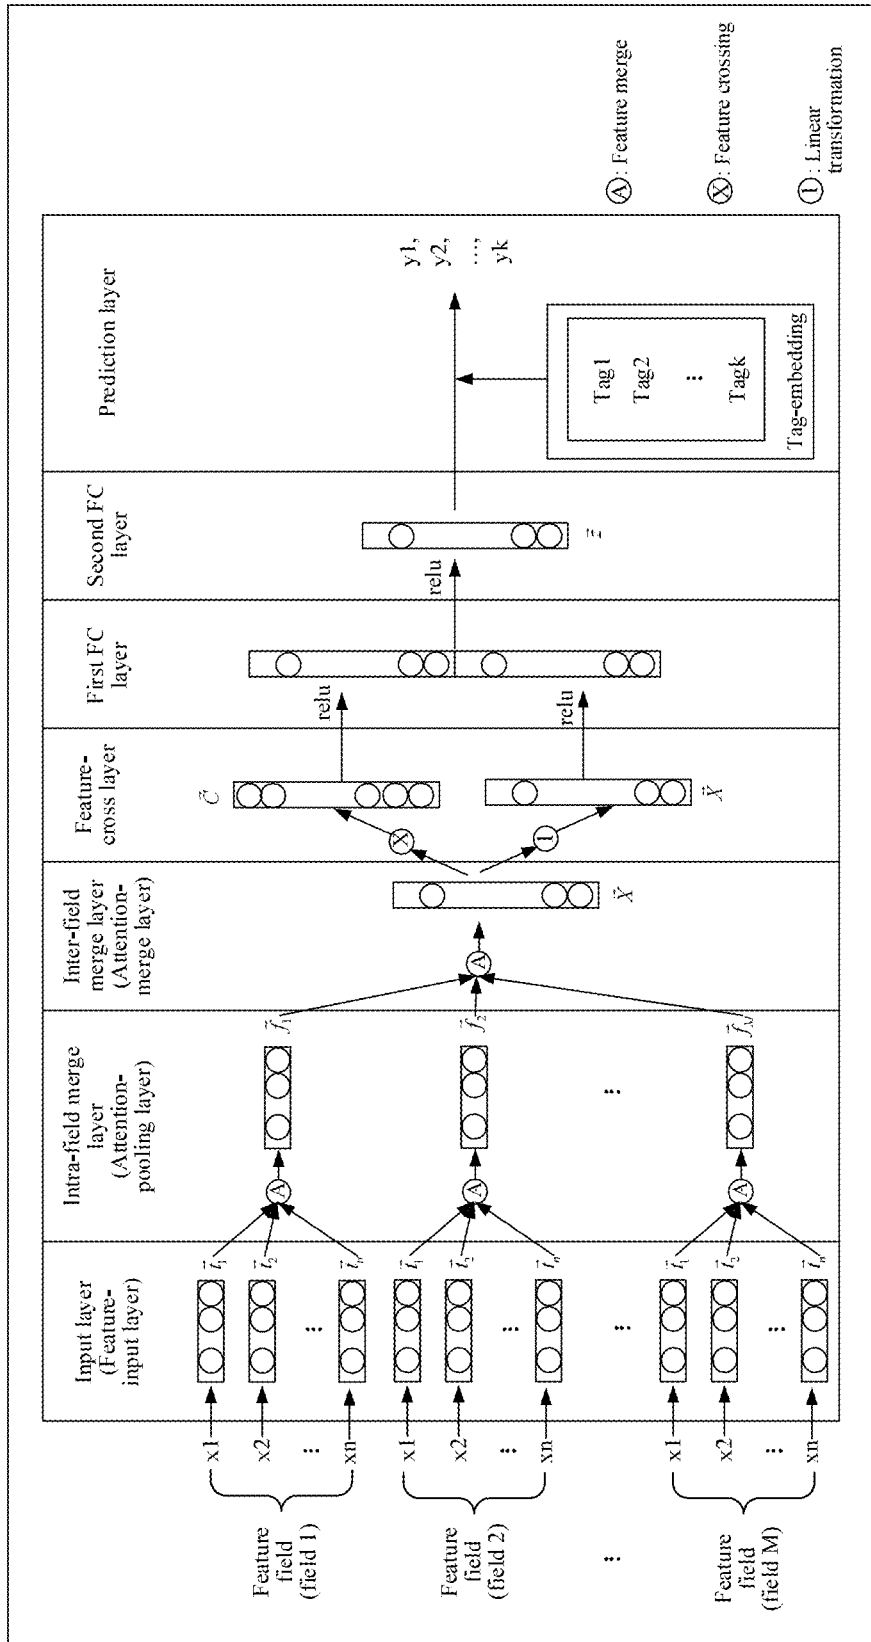 Input layer
(Feature-
input layer)
Intra-field merge
layer
(Attention-
pooling layer)
Inter-field
merge layer
(Attention-
merge layer)
Feature-
cross layer
First FC
layer
Second FC
layer
Prediction layer
Feature
field
(field 1)
x1
x2
⋮
xn
Feature
field
(field 2)
x1
x2
⋮
xn
⋮
Feature
field
(field M)
x1
x2
⋮
xn
A
A
⋮
A
A
X
1
relu
relu
relu
y1,
y2,
…,
yk
Tag1
Tag2
⋮
Tagk
Tag-embedding
A: Feature merge
X: Feature crossing
1: Linear
transformation